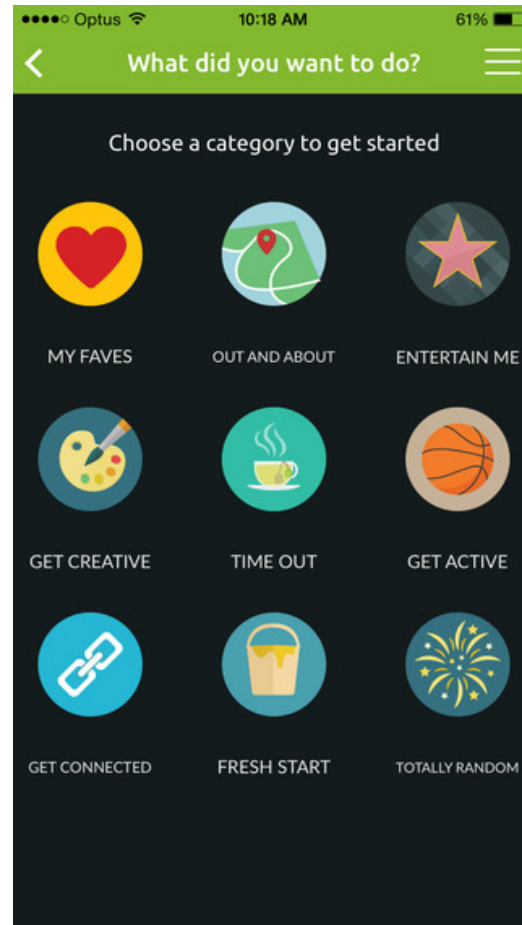 Optus 10:18 AM 61%
What did you want to do?
Choose a category to get started
MY FAVES OUT AND ABOUT ENTERTAIN ME
GET CREATIVE TIME OUT GET ACTIVE
GET CONNECTED FRESH START TOTALLY RANDOM